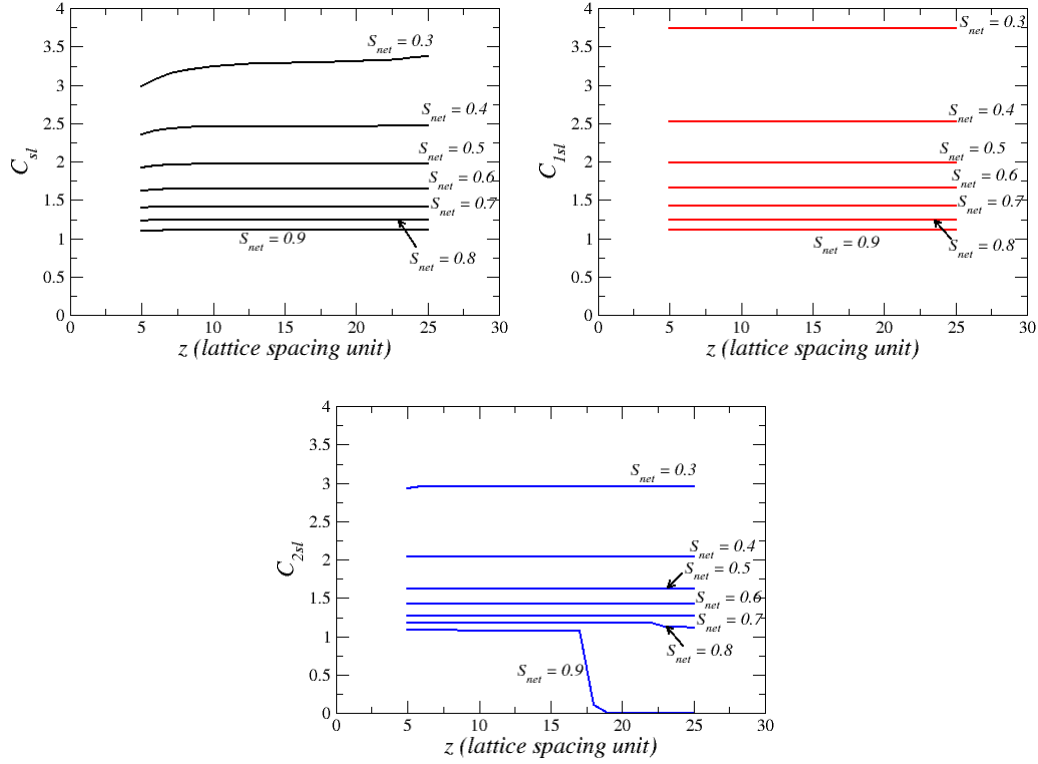 4
3.5
3
2.5
2
1.5
1
0.5
0
C_sl
S_net = 0.3
S_net = 0.4
S_net = 0.5
S_net = 0.6
S_net = 0.7
S_net = 0.9
S_net = 0.8
0 5 10 15 20 25 30
z (lattice spacing unit)
4
3.5
3
2.5
2
1.5
1
0.5
0
C_1sl
S_net = 0.3
S_net = 0.4
S_net = 0.5
S_net = 0.6
S_net = 0.7
S_net = 0.9
S_net = 0.8
0 5 10 15 20 25 30
z (lattice spacing unit)
4
3.5
3
2.5
2
1.5
1
0.5
0
C_2sl
S_net = 0.3
S_net = 0.4
S_net = 0.5
S_net = 0.6
S_net = 0.7
S_net = 0.8
S_net = 0.9
0 5 10 15 20 25 30
z (lattice spacing unit)